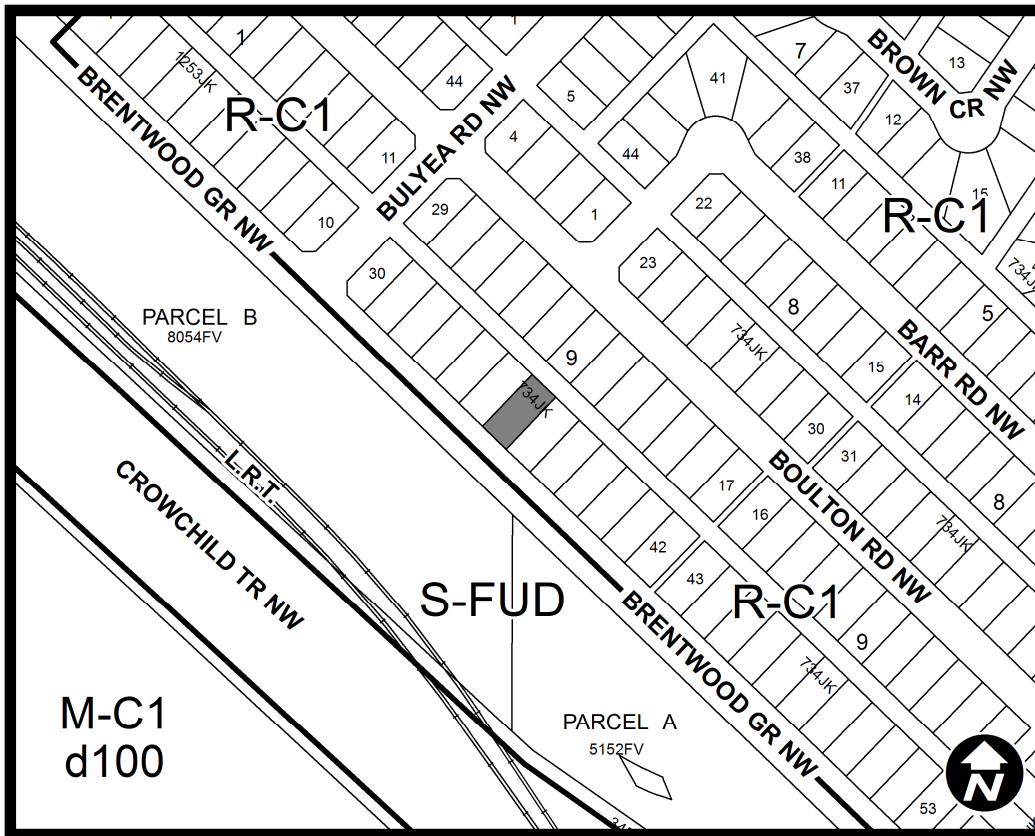 1
1
7
BROWN CR NW
13
1253JK
44
41
37
R-C1
5
12
BRENTWOOD GR NW
BULYEA RD NW
4
11
44
38
11
15
R-C1
10
29
1
22
734J
30
23
PARCEL B
8054FV
8
5
9
734JK
BARR RD NW
15
734JK
14
30
L.R.T.
CROWCHILD TR NW
31
BOULTON RD NW
17
16
8
734JK
42
43
S-FUD
R-C1
BRENTWOOD GR NW
9
734JK
M-C1
d100
PARCEL A
5152FV
N
53